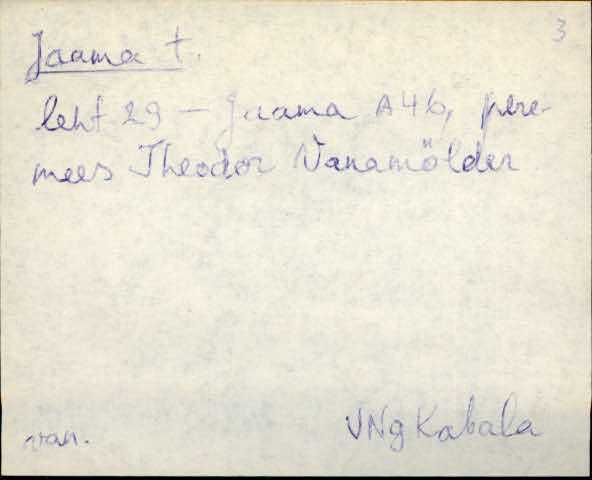 3
Jaama t.
leht 29 - Jaama A46, pere-
mees Theodor Vanamölder
van.
VNg Kabala